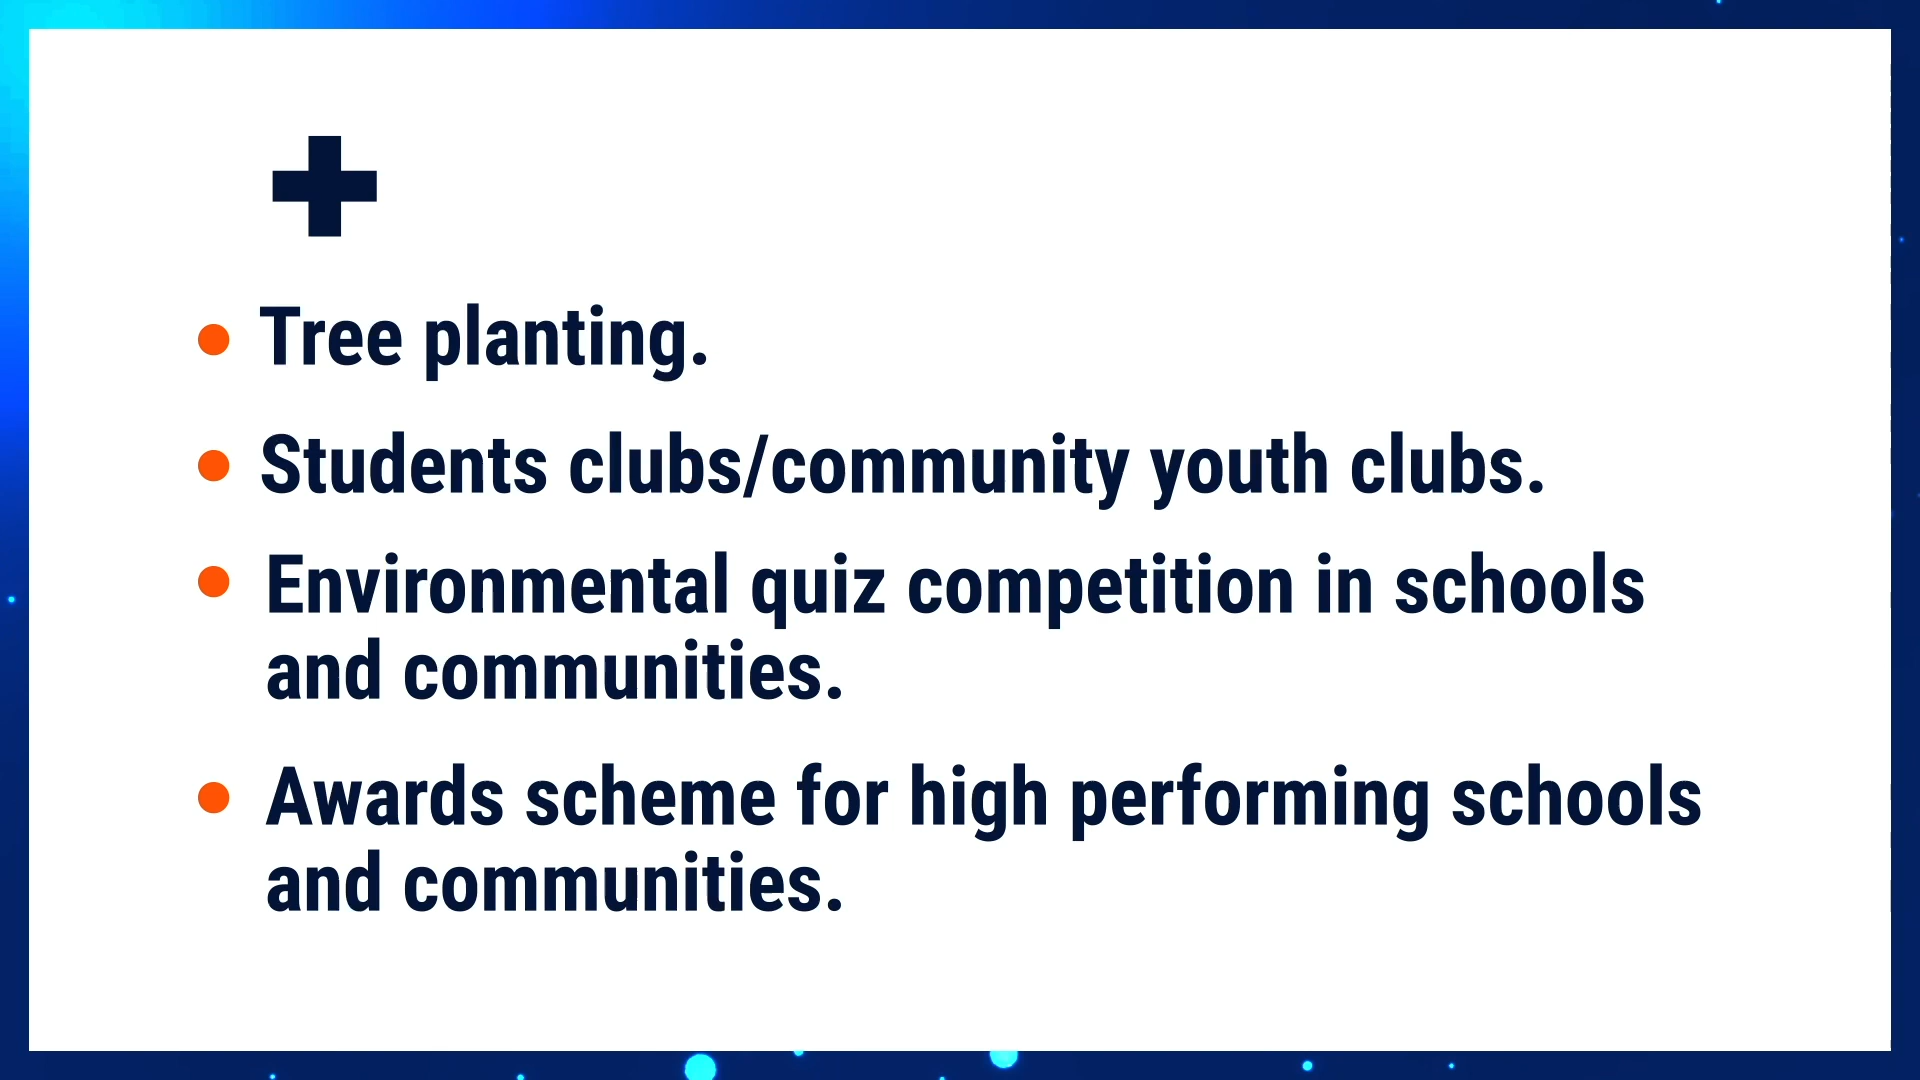 +
• Tree planting.
• Students clubs/community youth clubs.
• Environmental quiz competition in schools
and communities.
• Awards scheme for high performing schools
and communities.